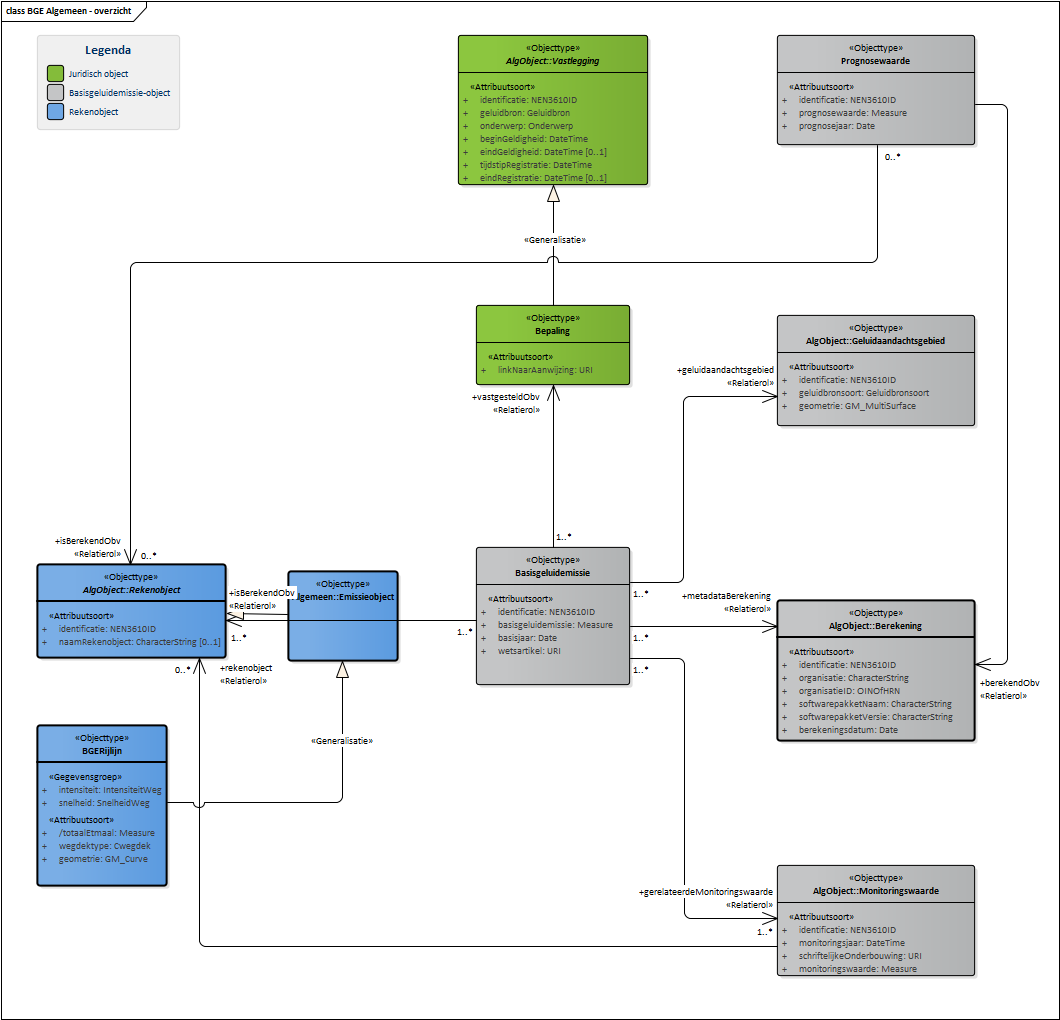 class BGE Algemeen - overzicht
Legenda
Juridisch object
Basisgeluidemissie-object
Rekenobject
«Objecttype»
AlgObject::Vastlegging
«Attribuutsoort»
+ identificatie: NEN3610ID
+ geluidbron: Geluidbron
+ onderwerp: Onderwerp
+ beginGeldigheid: DateTime
+ eindGeldigheid: DateTime [0..1]
+ tijdstipRegistratie: DateTime
+ eindRegistratie: DateTime [0..1]
«Objecttype»
Prognosewaarde
«Attribuutsoort»
+ identificatie: NEN3610ID
+ prognosewaarde: Measure
+ prognosejaar: Date
0..*
«Generalisatie»
«Objecttype»
Bepaling
«Attribuutsoort»
+ linkNaarAanwijzing: URI
+vastgesteldObv
«Relatierol»
«Objecttype»
AlgObject::Geluidaandachtsgebied
«Attribuutsoort»
+ identificatie: NEN3610ID
+ geluidbronsoort: Geluidbronsoort
+ geometrie: GM_MultiSurface
+geluidaandachtsgebied
«Relatierol»
1..*
+isBerekendObv
«Relatierol»
0..*
«Objecttype»
AlgObject::Rekenobject
«Attribuutsoort»
+ identificatie: NEN3610ID
+ naamRekenobject: CharacterString [0..1]
+isBerekendObv
«Relatierol»
1..*
«Objecttype»
lgemeen::Emissieobject
«Objecttype»
Basisgeluidemissie
«Attribuutsoort»
+ identificatie: NEN3610ID
+ basisgeluidemissie: Measure
+ basisjaar: Date
+ wetsartikel: URI
1..*
1..*
1..*
1..*
+metadataBerekening
«Relatierol»
«Objecttype»
AlgObject::Berekening
«Attribuutsoort»
+ identificatie: NEN3610ID
+ organisatie: CharacterString
+ organisatieID: OINOfHRN
+ softwarepakketNaam: CharacterString
+ softwarepakketVersie: CharacterString
+ berekeningsdatum: Date
+berekendObv
«Relatierol»
0..*
+rekenobject
«Relatierol»
«Generalisatie»
«Objecttype»
BGERijlijn
«Gegevensgroep»
+ intensiteit: IntensiteitWeg
+ snelheid: SnelheidWeg
«Attribuutsoort»
+ /totaalEtmaal: Measure
+ wegdektype: Cwegdek
+ geometrie: GM_Curve
+gerelateerdeMonitoringswaarde
«Relatierol»
1..*
«Objecttype»
AlgObject::Monitoringswaarde
«Attribuutsoort»
+ identificatie: NEN3610ID
+ monitoringsjaar: DateTime
+ schriftelijkeOnderbouwing: URI
+ monitoringswaarde: Measure